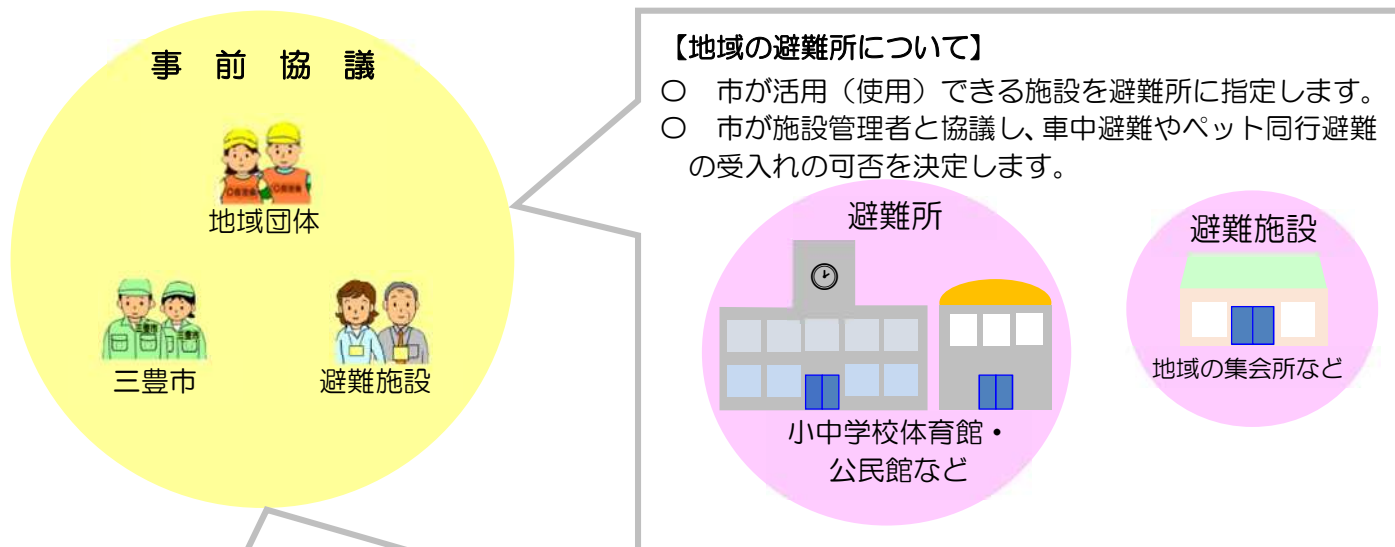 事前協議
地域団体
三豊市
避難施設
【地域の避難所について】
○ 市が活用（使用）できる施設を避難所に指定します。
○ 市が施設管理者と協議し、車中避難やペット同行避難
の受入れの可否を決定します。
避難所
小中学校体育館・
公民館など
避難施設
地域の集会所など